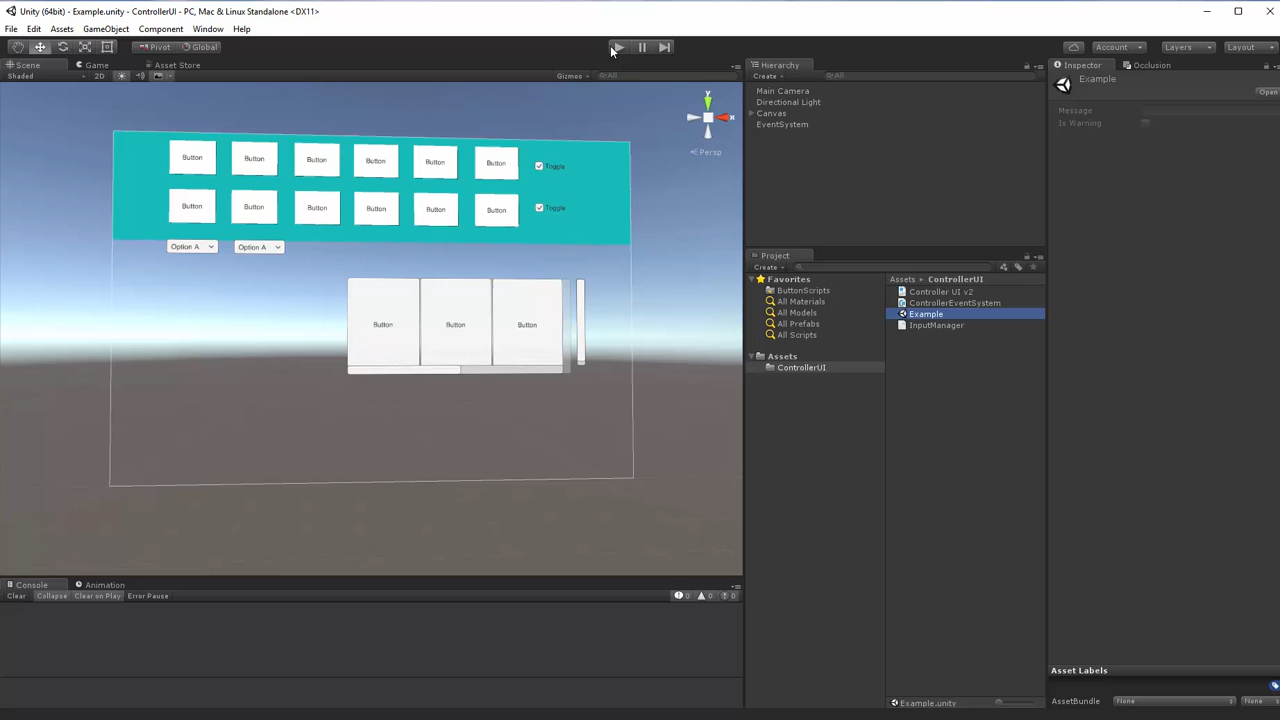 Unity (64bit) - Example.unity - ControllerUI - PC, Mac & Linux Standalone <DX11>
File Edit Assets GameObject Component Window Help
Pivot Global Account Layers Layout
Scene Game Asset Store
Shaded 2D Gizmos All
y
x
Persp
Button Button Button Button Button Button Toggle
Button Button Button Button Button Button Toggle
Option A Option A
Button Button Button
Console Animation
Clear Collapse Clear on Play Error Pause 0 0 0
Hierarchy
Create All
Main Camera
Directional Light
Canvas
EventSystem
Project
Create
Favorites
ButtonScripts
All Materials
All Models
All Prefabs
All Scripts
Assets
ControllerUI
Assets ControllerUI
Controller UI v2
ControllerEventSystem
Example
InputManager
Example.unity
Inspector Occlusion
Example
Open
Message
Is Warning
Asset Labels
AssetBundle None None